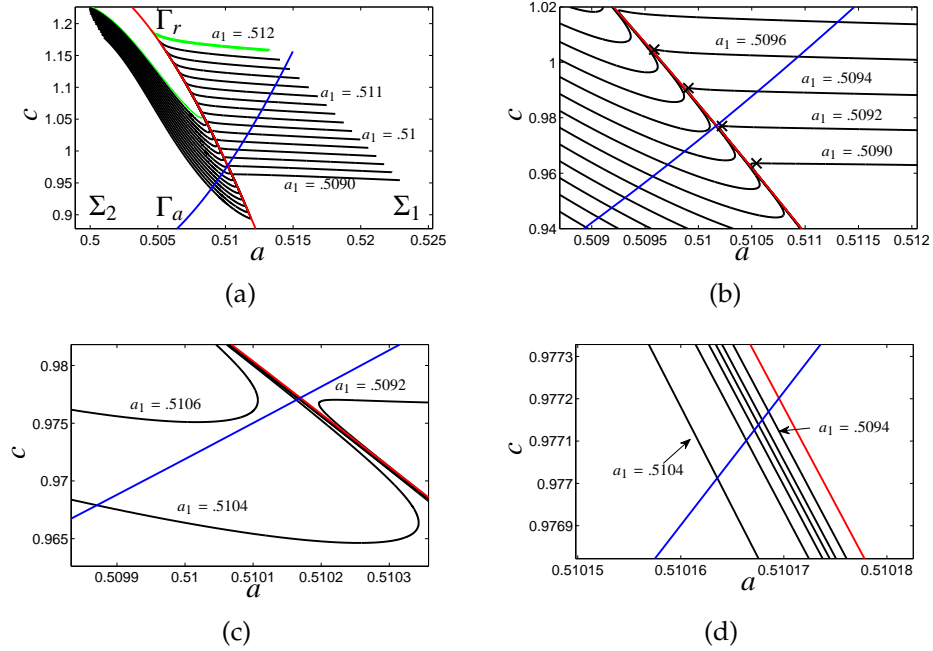 1.2
1.15
1.1
1.05
1
0.95
0.9
c
Γr
a1 = .512
a1 = .511
a1 = .51
a1 = .5090
Σ2
Γa
Σ1
0.5
0.505
0.51
0.515
0.52
0.525
a
(a)
1.02
1
0.98
0.96
0.94
c
a1 = .5096
a1 = .5094
a1 = .5092
a1 = .5090
0.509
0.5095
0.51
0.5105
0.511
0.5115
0.512
a
(b)
0.98
0.975
0.97
0.965
c
a1 = .5106
a1 = .5092
a1 = .5104
0.5099
0.51
0.5101
0.5102
0.5103
a
(c)
0.9773
0.9772
0.9771
0.977
0.9769
c
a1 = .5094
a1 = .5104
0.51015
0.51016
0.51017
0.51018
a
(d)